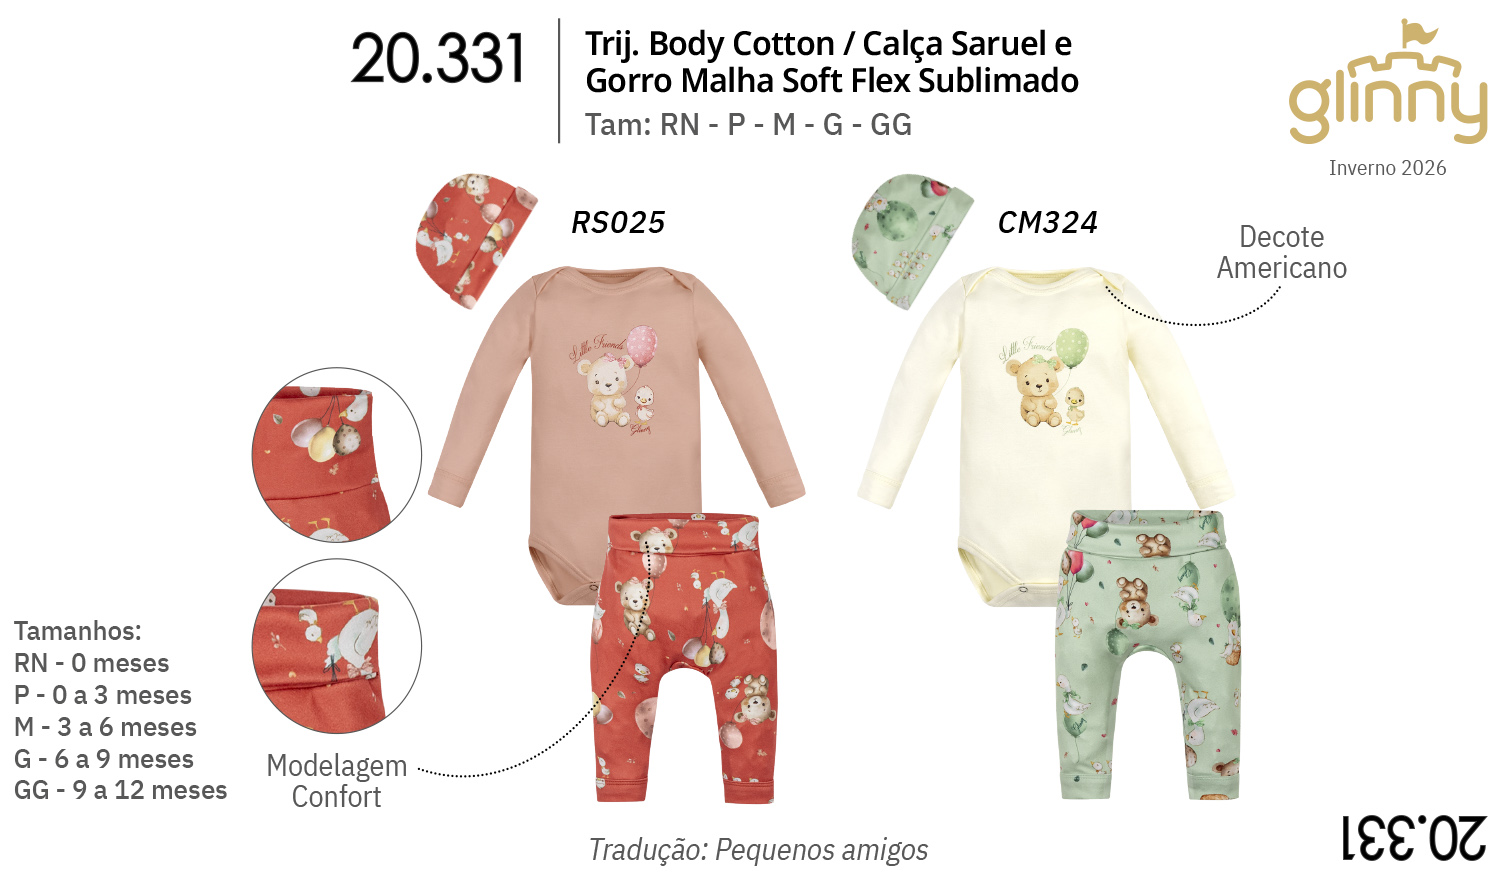 20.331
Trij. Body Cotton / Calça Saruel e
Gorro Malha Soft Flex Sublimado
Tam: RN - P - M - G - GG
glinny
Inverno 2026
RS025
CM324
Decote
Americano
Little Friends
Glinny
Little Friends
Glinny
Tamanhos:
RN - 0 meses
P - 0 a 3 meses
M - 3 a 6 meses
G - 6 a 9 meses
GG - 9 a 12 meses
Modelagem
Confort
Tradução: Pequenos amigos
20.331